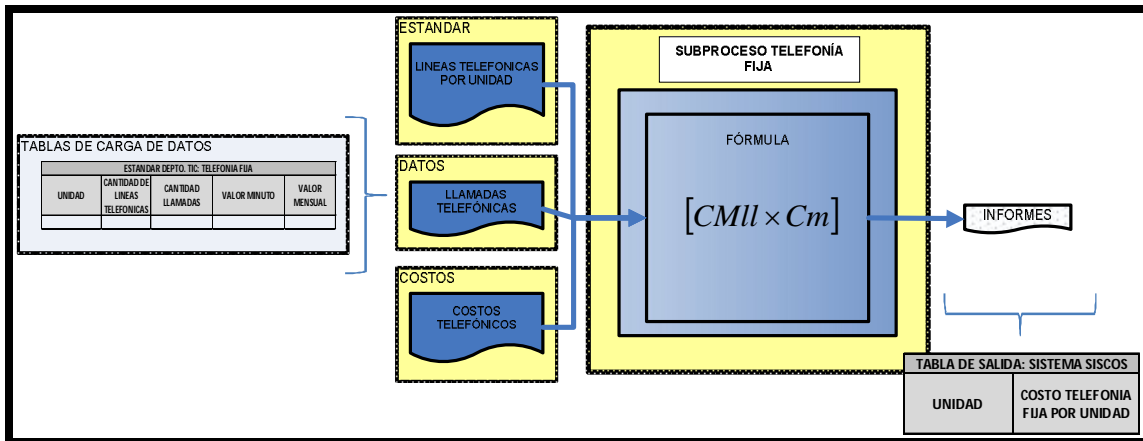 TABLAS DE CARGA DE DATOS
ESTANDAR DEPTO. TIC: TELEFONIA FIJA
UNIDAD
CANTIDAD DE
LINEAS
TELEFONICAS
CANTIDAD
LLAMADAS
VALOR MINUTO
VALOR
MENSUAL
ESTANDAR
LINEAS TELEFONICAS
POR UNIDAD
DATOS
LLAMADAS
TELEFÓNICAS
COSTOS
COSTOS
TELEFÓNICOS
SUBPROCESO TELEFONÍA
FIJA
FÓRMULA
[CMll × Cm]
INFORMES
TABLA DE SALIDA: SISTEMA SISCOS
UNIDAD
COSTO TELEFONIA
FIJA POR UNIDAD